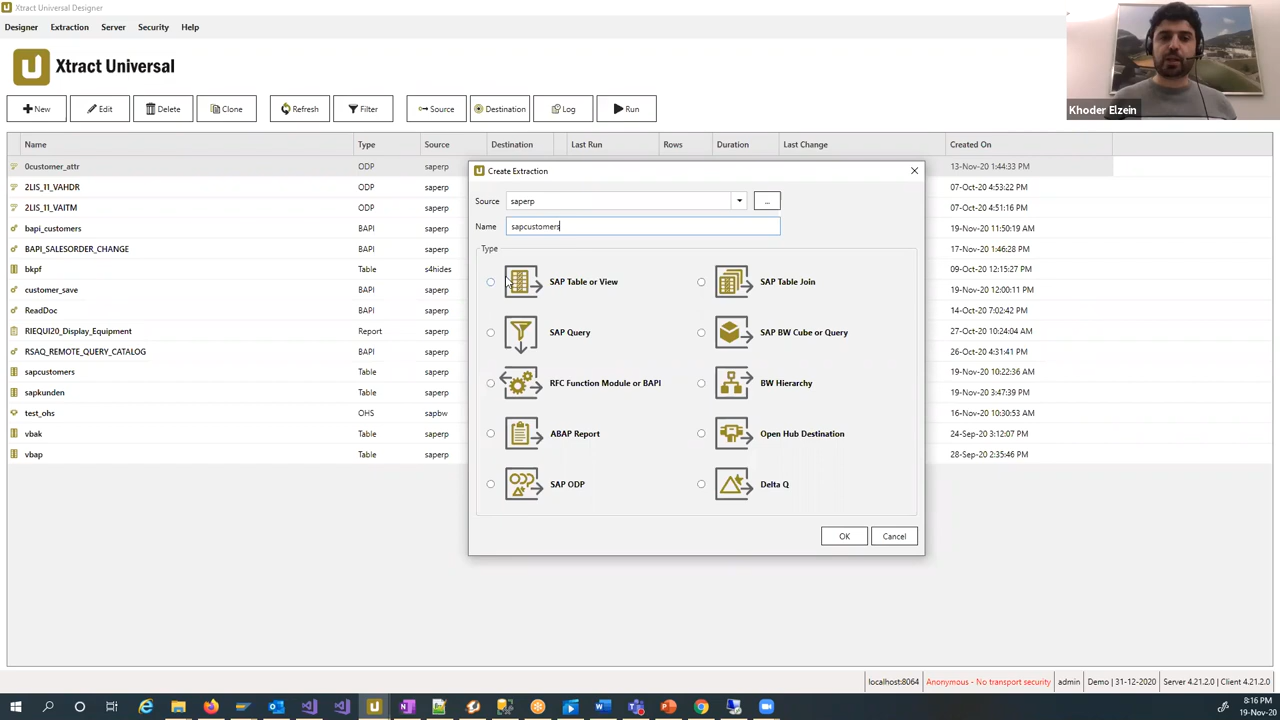 Xtract Universal Designer
Designer Extraction Server Security Help
Xtract Universal
New Edit Delete Clone Refresh Filter Source Destination Log Run
Name Type Source Destination Last Run Rows Duration Last Change Created On
0customer_attr ODP saperp 13-Nov-20 1:44:33 PM
2LIS_11_VAHDR ODP saperp 07-Oct-20 4:53:22 PM
2LIS_11_VAITM ODP saperp 07-Oct-20 4:51:16 PM
bapi_customers BAPI saperp 19-Nov-20 11:50:19 AM
BAPI_SALESORDER_CHANGE BAPI saperp 17-Nov-20 1:46:28 PM
bkpf Table s4hides 09-Oct-20 12:15:27 PM
customer_save BAPI saperp 19-Nov-20 12:00:11 PM
ReadDoc BAPI saperp 14-Oct-20 7:02:42 PM
RIEQUI20_Display_Equipment Report saperp 27-Oct-20 10:24:04 AM
RSAQ_REMOTE_QUERY_CATALOG BAPI saperp 26-Oct-20 4:31:41 PM
sapcustomers Table saperp 19-Nov-20 10:22:36 AM
sapkunden Table saperp 19-Nov-20 3:47:39 PM
test_ohs OHS sapbw 16-Nov-20 10:30:53 AM
vbak Table saperp 24-Sep-20 3:12:07 PM
vbap Table saperp 28-Sep-20 2:35:46 PM
Create Extraction
Source saperp ...
Name sapcustomers
Type
SAP Table or View SAP Table Join
SAP Query SAP BW Cube or Query
RFC Function Module or BAPI BW Hierarchy
ABAP Report Open Hub Destination
SAP ODP Delta Q
OK Cancel
Khoder Elzein
localhost:8064 Anonymous - No transport security admin Demo | 31-12-2020 Server 4.21.2.0 | Client 4.21.2.0
8:16 PM
19-Nov-20